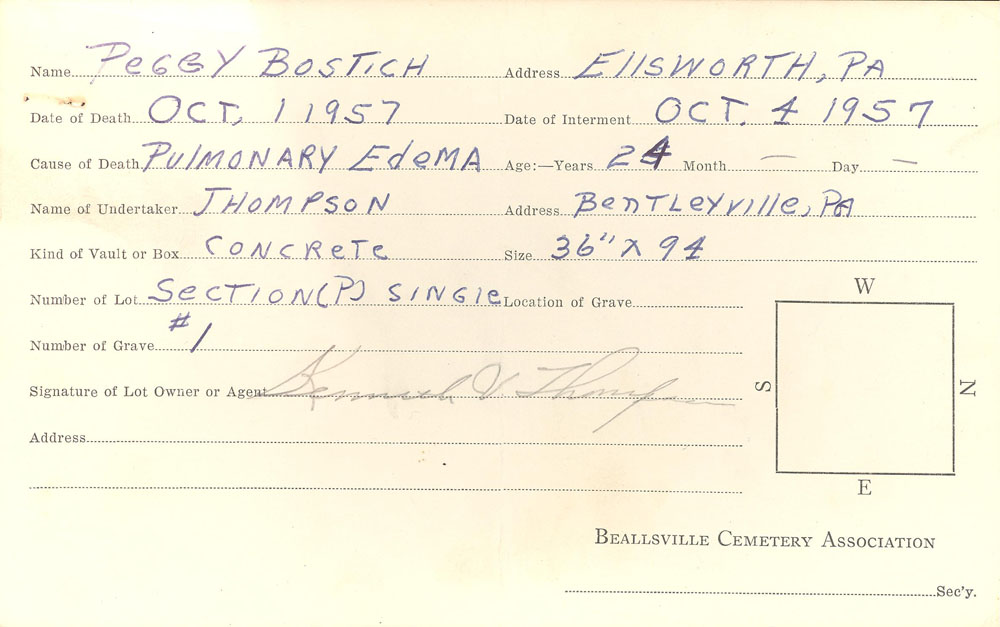 Name PEGGY BOSTICH Address EllSWORTH, PA
Date of Death OCT, 1 1957 Date of Interment OCT. 4 1957
Cause of Death PUlMONARY EdeMA Age:—Years 24 Month — Day —
Name of Undertaker THOMPSON Address BenTLeyville, PA
Kind of Vault or Box CONCReTe Size 36" X 94
Number of Lot SecTION(P) SINGle Location of Grave
Number of Grave #1
Signature of Lot Owner or Agent Kenneth V Thompson
Address
W
S
N
E
BEALLSVILLE CEMETERY ASSOCIATION
Sec'y.